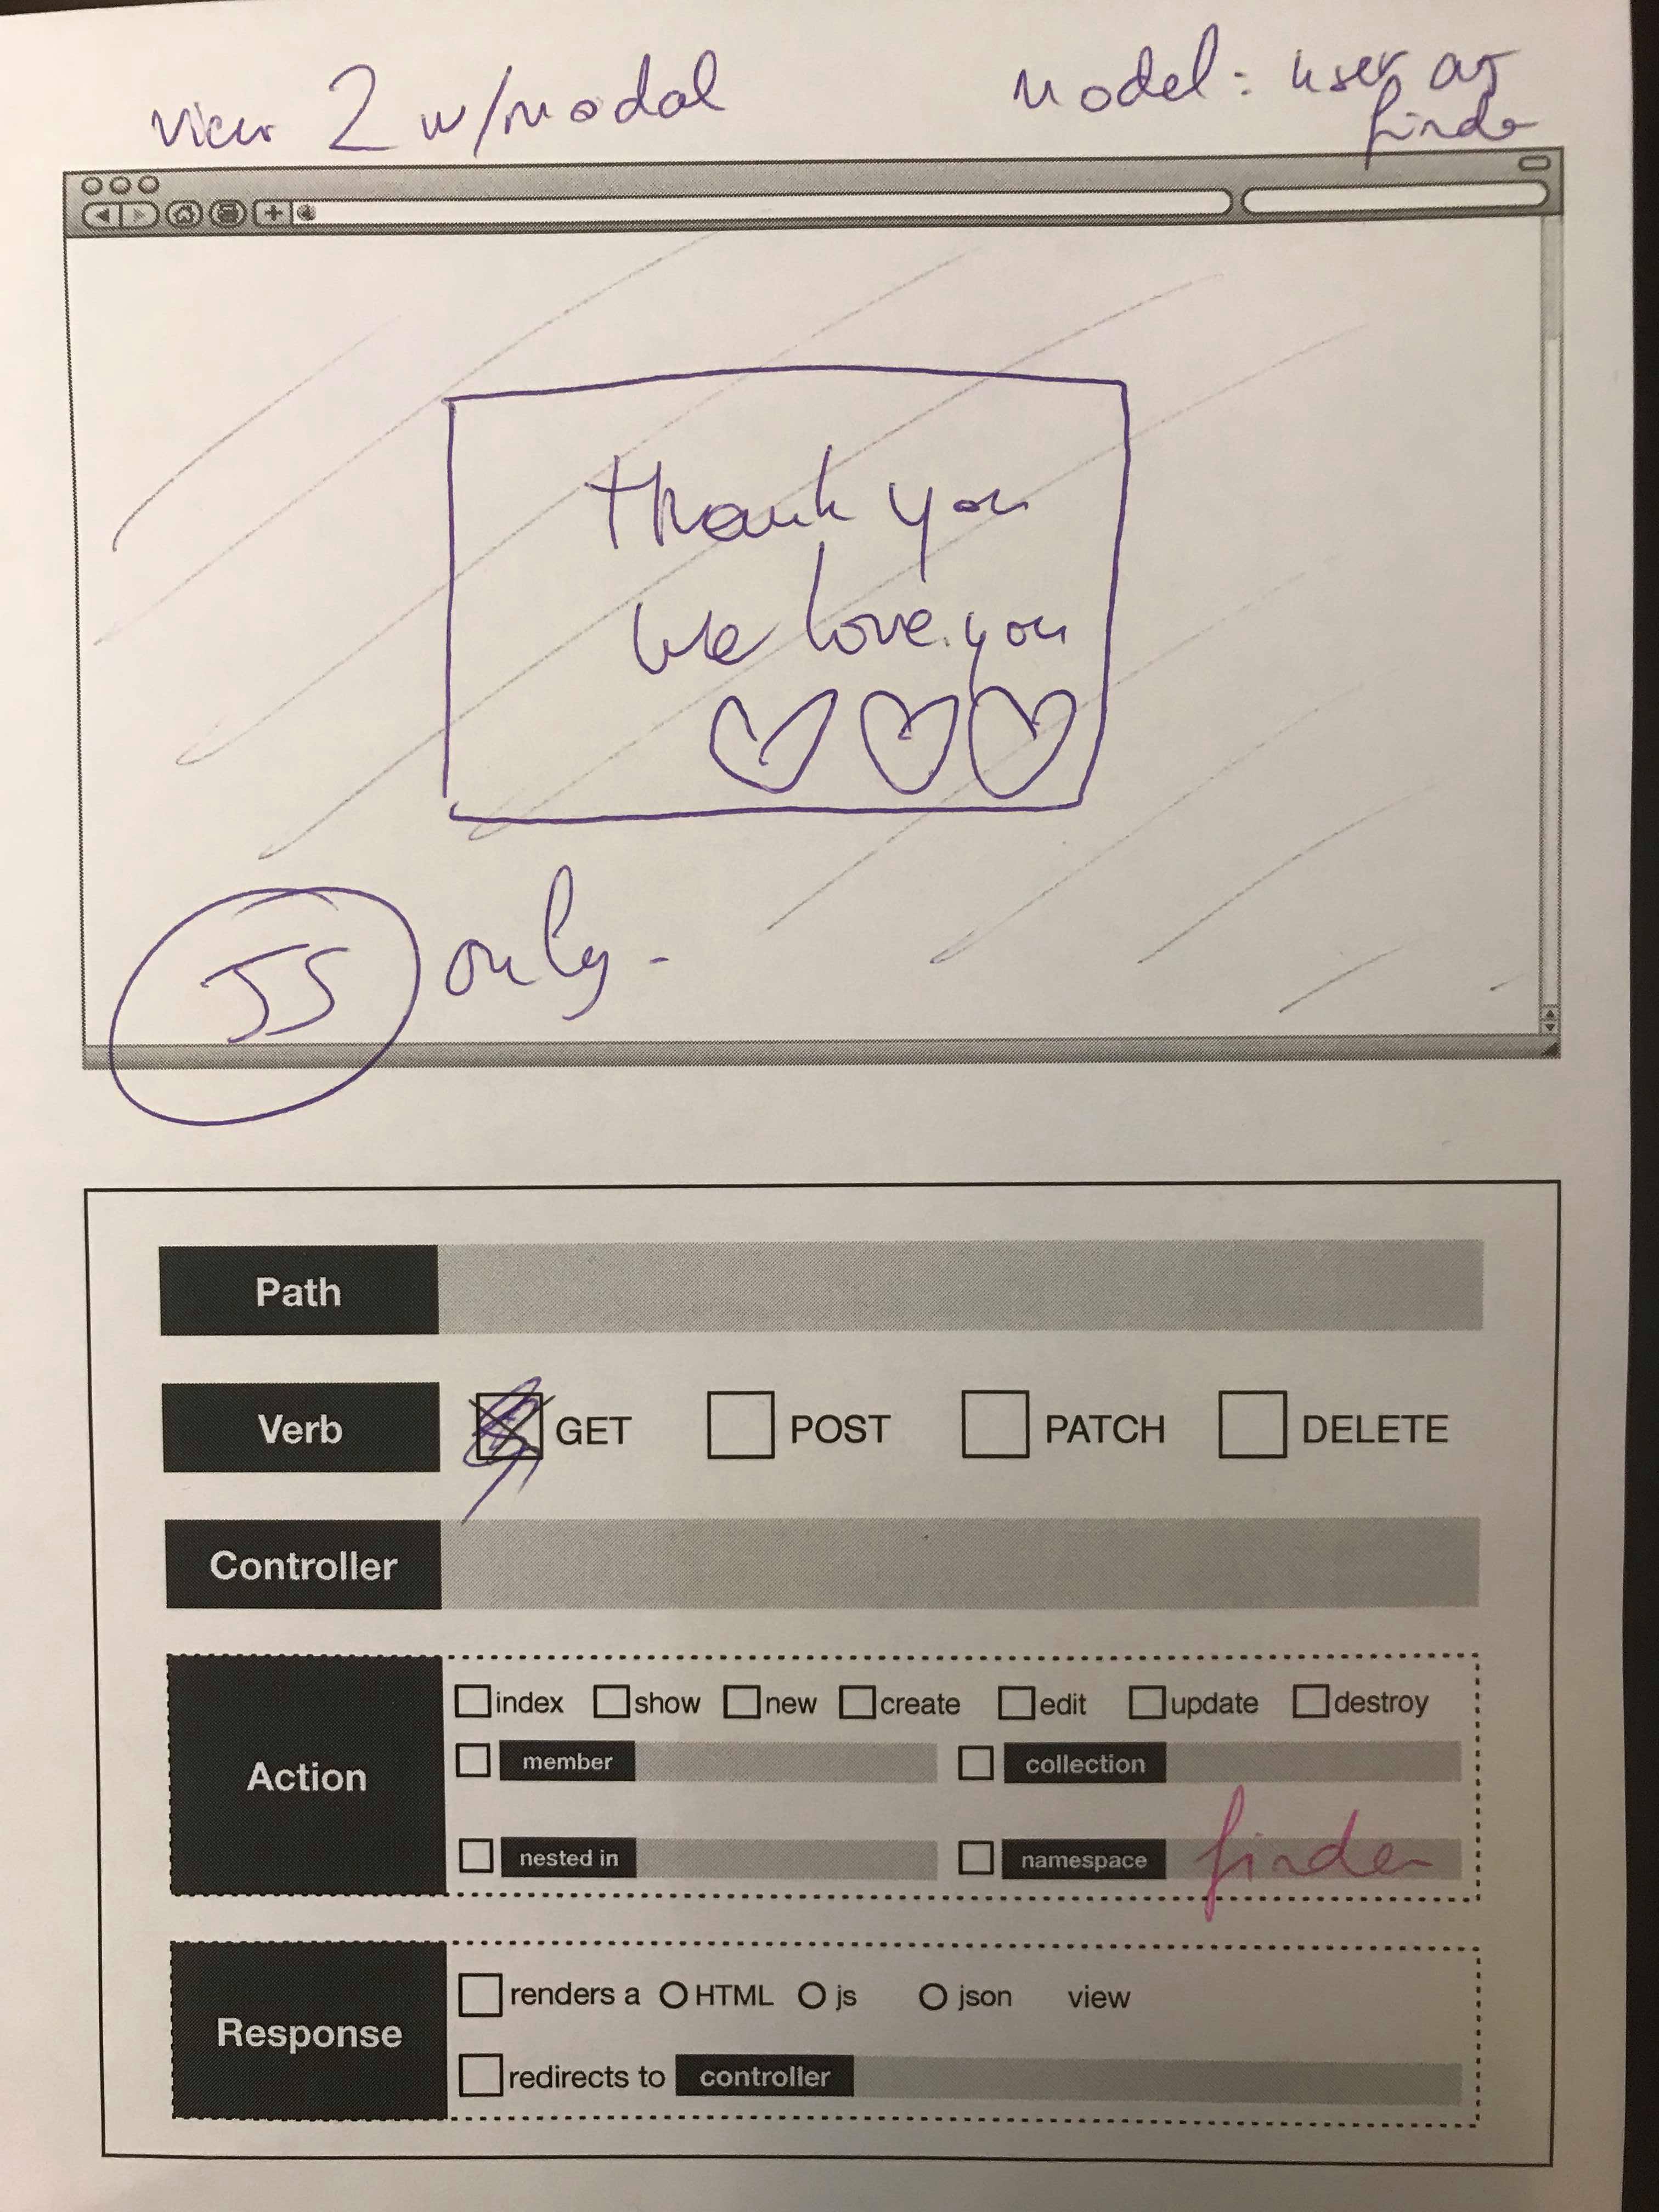 view 2 w/modal
Model: user as
finder
Thank you
we love you
JS only.
Path
Verb GET POST PATCH DELETE
Controller
Action
index show new create edit update destroy
member collection
nested in namespace finder
Response
renders a HTML js json view
redirects to controller